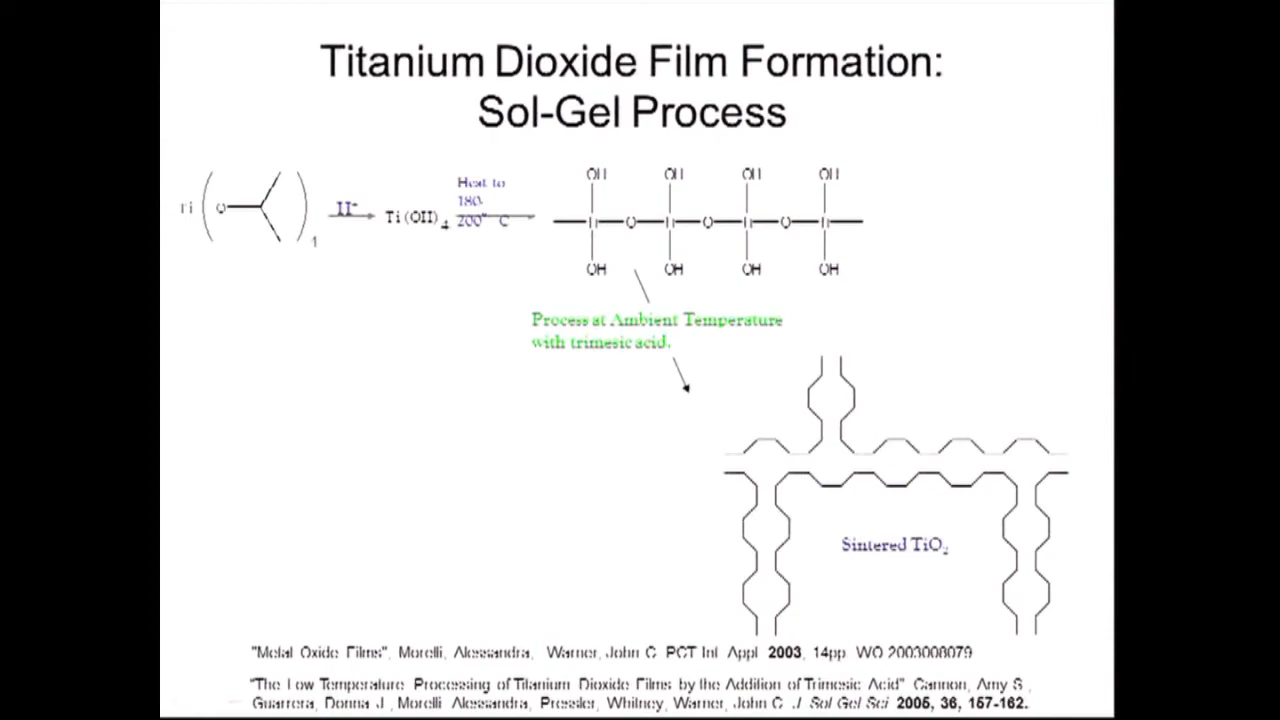 Titanium Dioxide Film Formation:
Sol-Gel Process
OH OH OH OH
Heat to
180-
Ti ( O ) 4 H+ Ti(OH)4 200° C
Ti O Ti O Ti O Ti
OH OH OH OH
Process at Ambient Temperature
with trimesic acid.
Sintered TiO2
"Metal Oxide Films", Morelli, Alessandra, Warner, John C. PCT Int. Appl. 2003, 14pp. WO 2003008079
"The Low Temperature Processing of Titanium Dioxide Films by the Addition of Trimesic Acid". Cannon, Amy S.,
Guarrera, Donna J., Morelli Alessandra, Pressler, Whitney, Warner, John C. J. Sol Gel Sci. 2005, 36, 157-162.